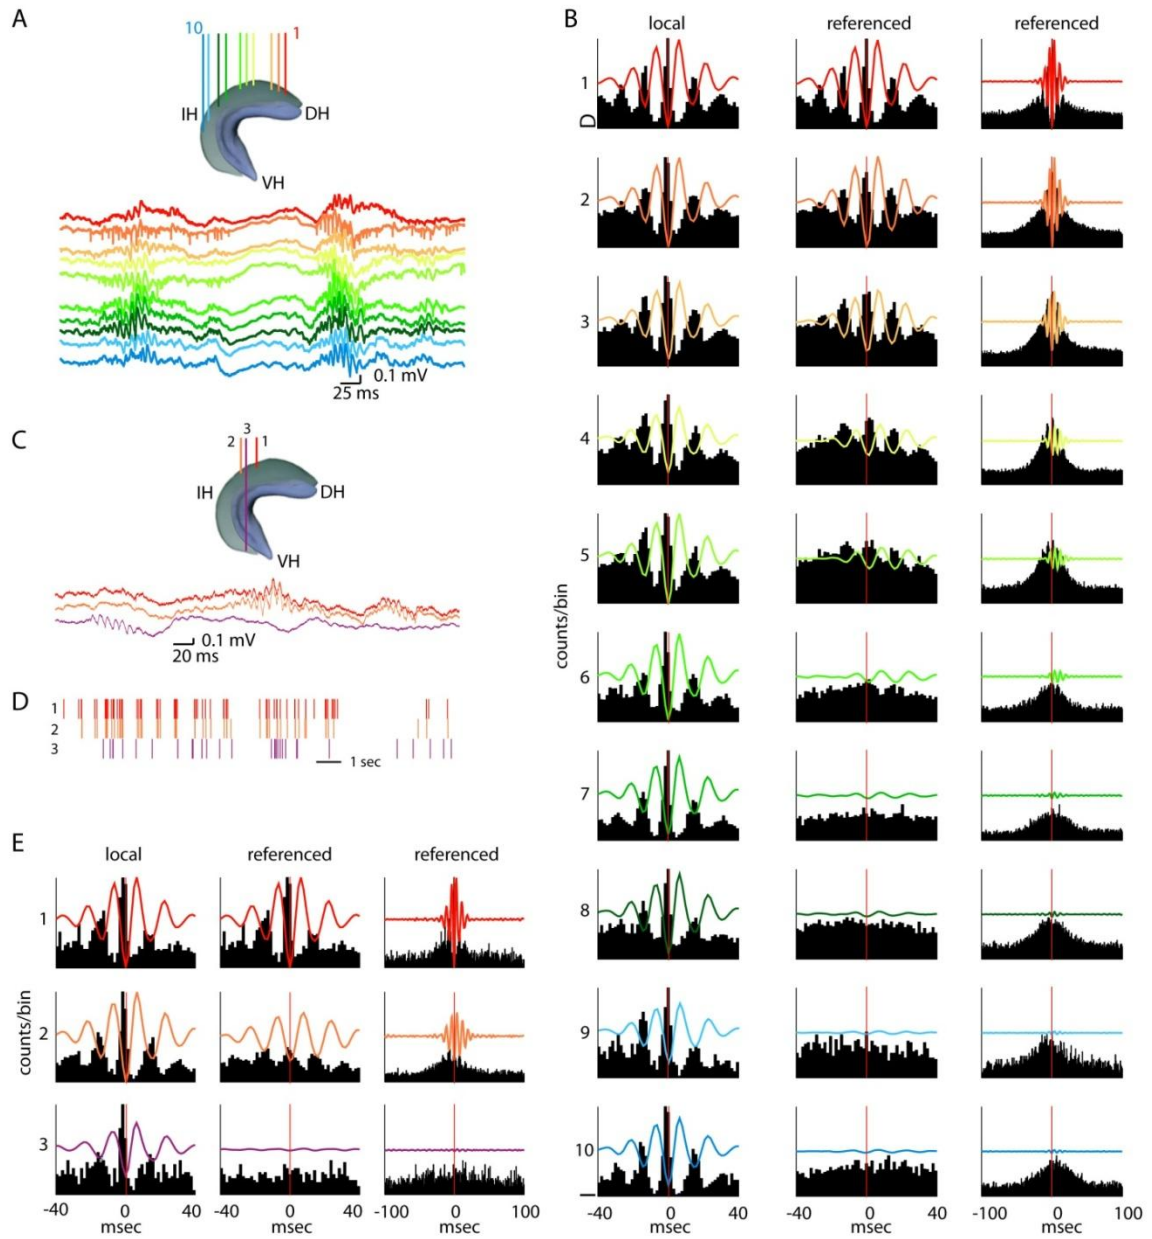 A
10
1
IH
DH
VH
0.1 mV
25 ms
C
2
3
1
IH
DH
VH
0.1 mV
20 ms
D
1
2
3
1 sec
E
local
referenced
referenced
1
2
3
counts/bin
-40 0 40
-40 0 40
-100 0 100
msec
msec
msec
B
local
referenced
referenced
D
1
2
3
4
5
6
7
8
9
10
I
counts/bin
-40 0 40
-40 0 40
-100 0 100
msec
msec
msec